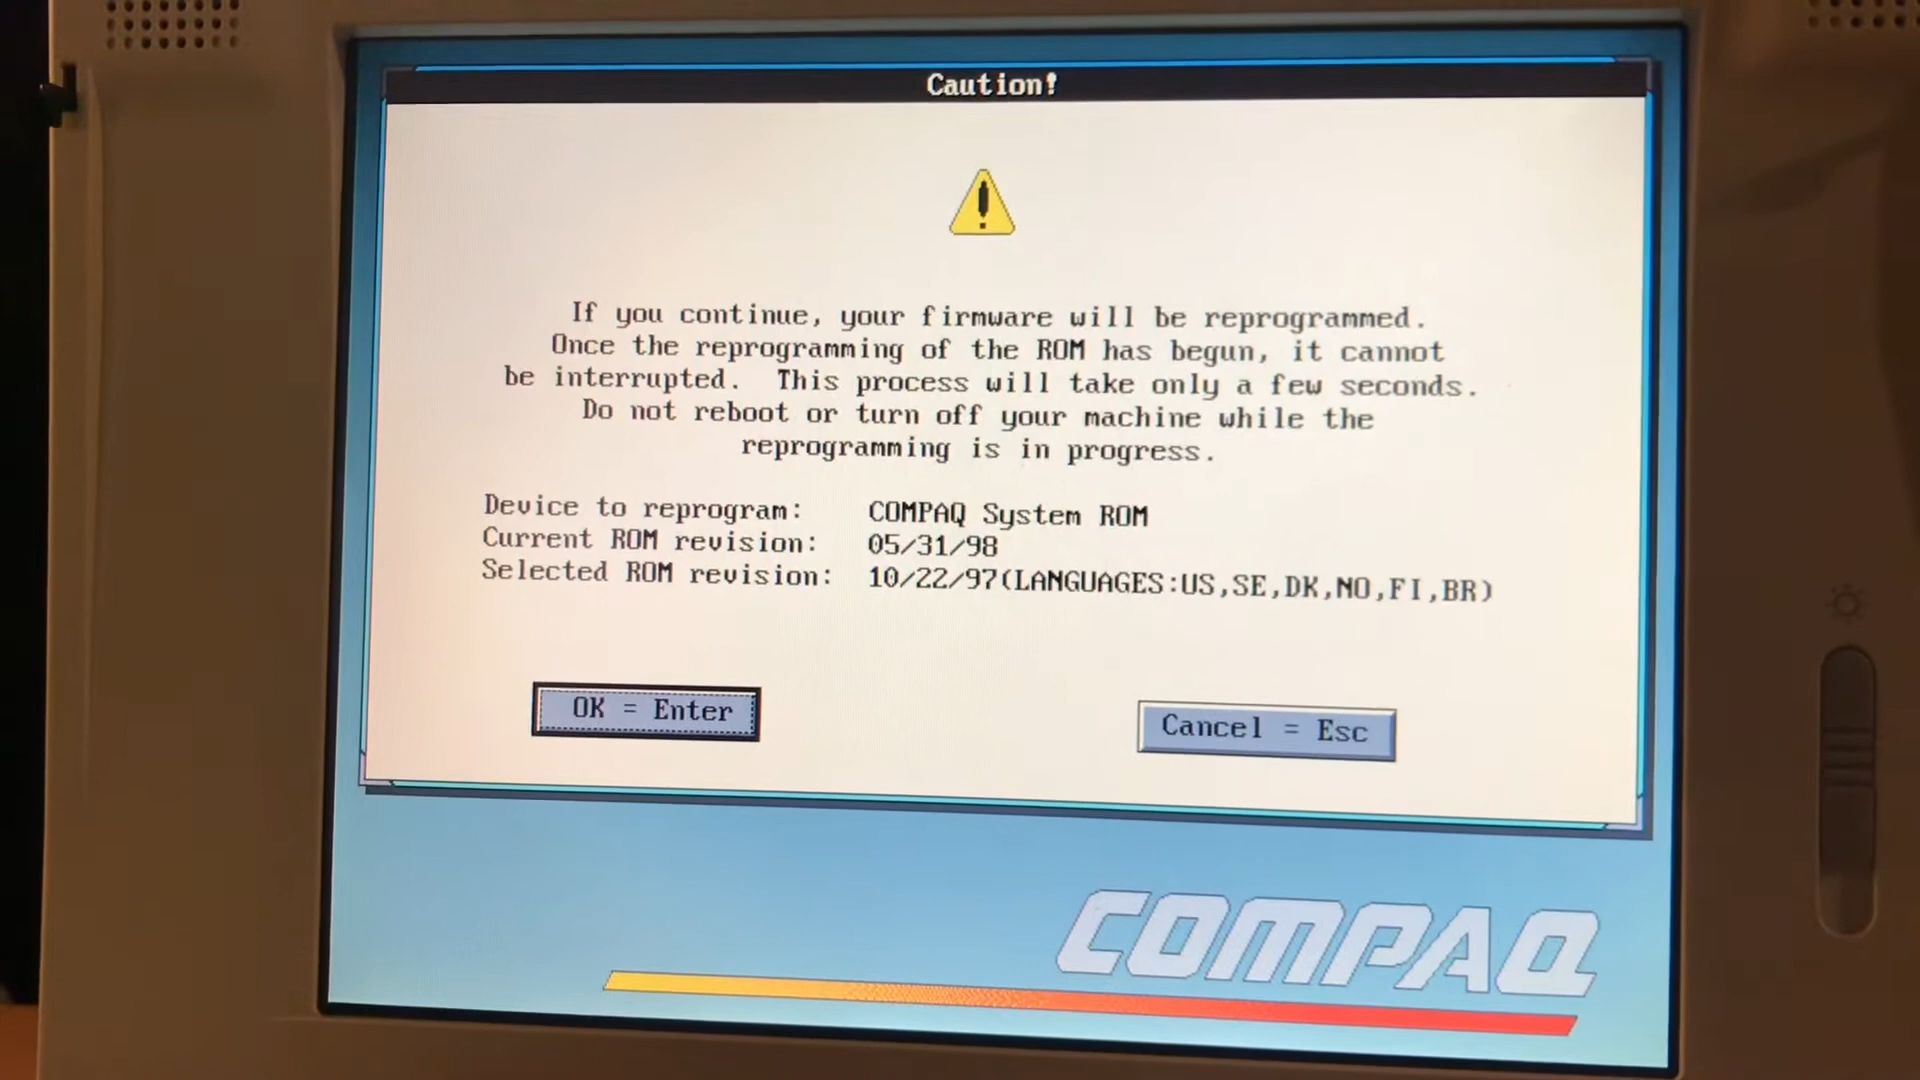 Caution!
If you continue, your firmware will be reprogrammed.
Once the reprogramming of the ROM has begun, it cannot
be interrupted. This process will take only a few seconds.
Do not reboot or turn off your machine while the
reprogramming is in progress.
Device to reprogram: COMPAQ System ROM
Current ROM revision: 05/31/98
Selected ROM revision: 10/22/97(LANGUAGES:US,SE,DK,NO,FI,BR)
OK = Enter Cancel = Esc
COMPAQ